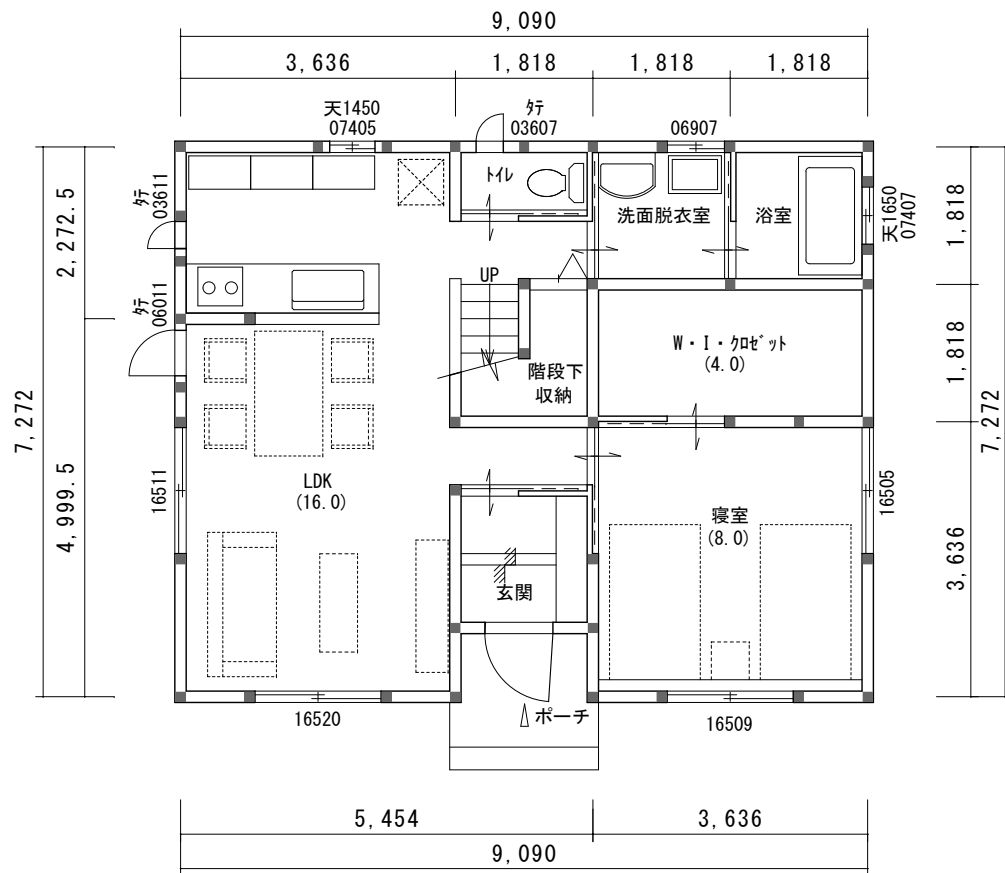 9,090
3,636
1,818
1,818
1,818
天1450
07405
ﾀﾃ
03607
06907
ﾄｲﾚ
洗面脱衣室
浴室
ﾀﾃ
03611
天1650
07407
2,272.5
1,818
UP
ﾀﾃ
06011
W・I・ｸﾛｾﾞｯﾄ
(4.0)
階段下
収納
1,818
7,272
7,272
LDK
(16.0)
16511
16505
4,999.5
寝室
(8.0)
3,636
玄関
16520
ポーチ
16509
5,454
3,636
9,090